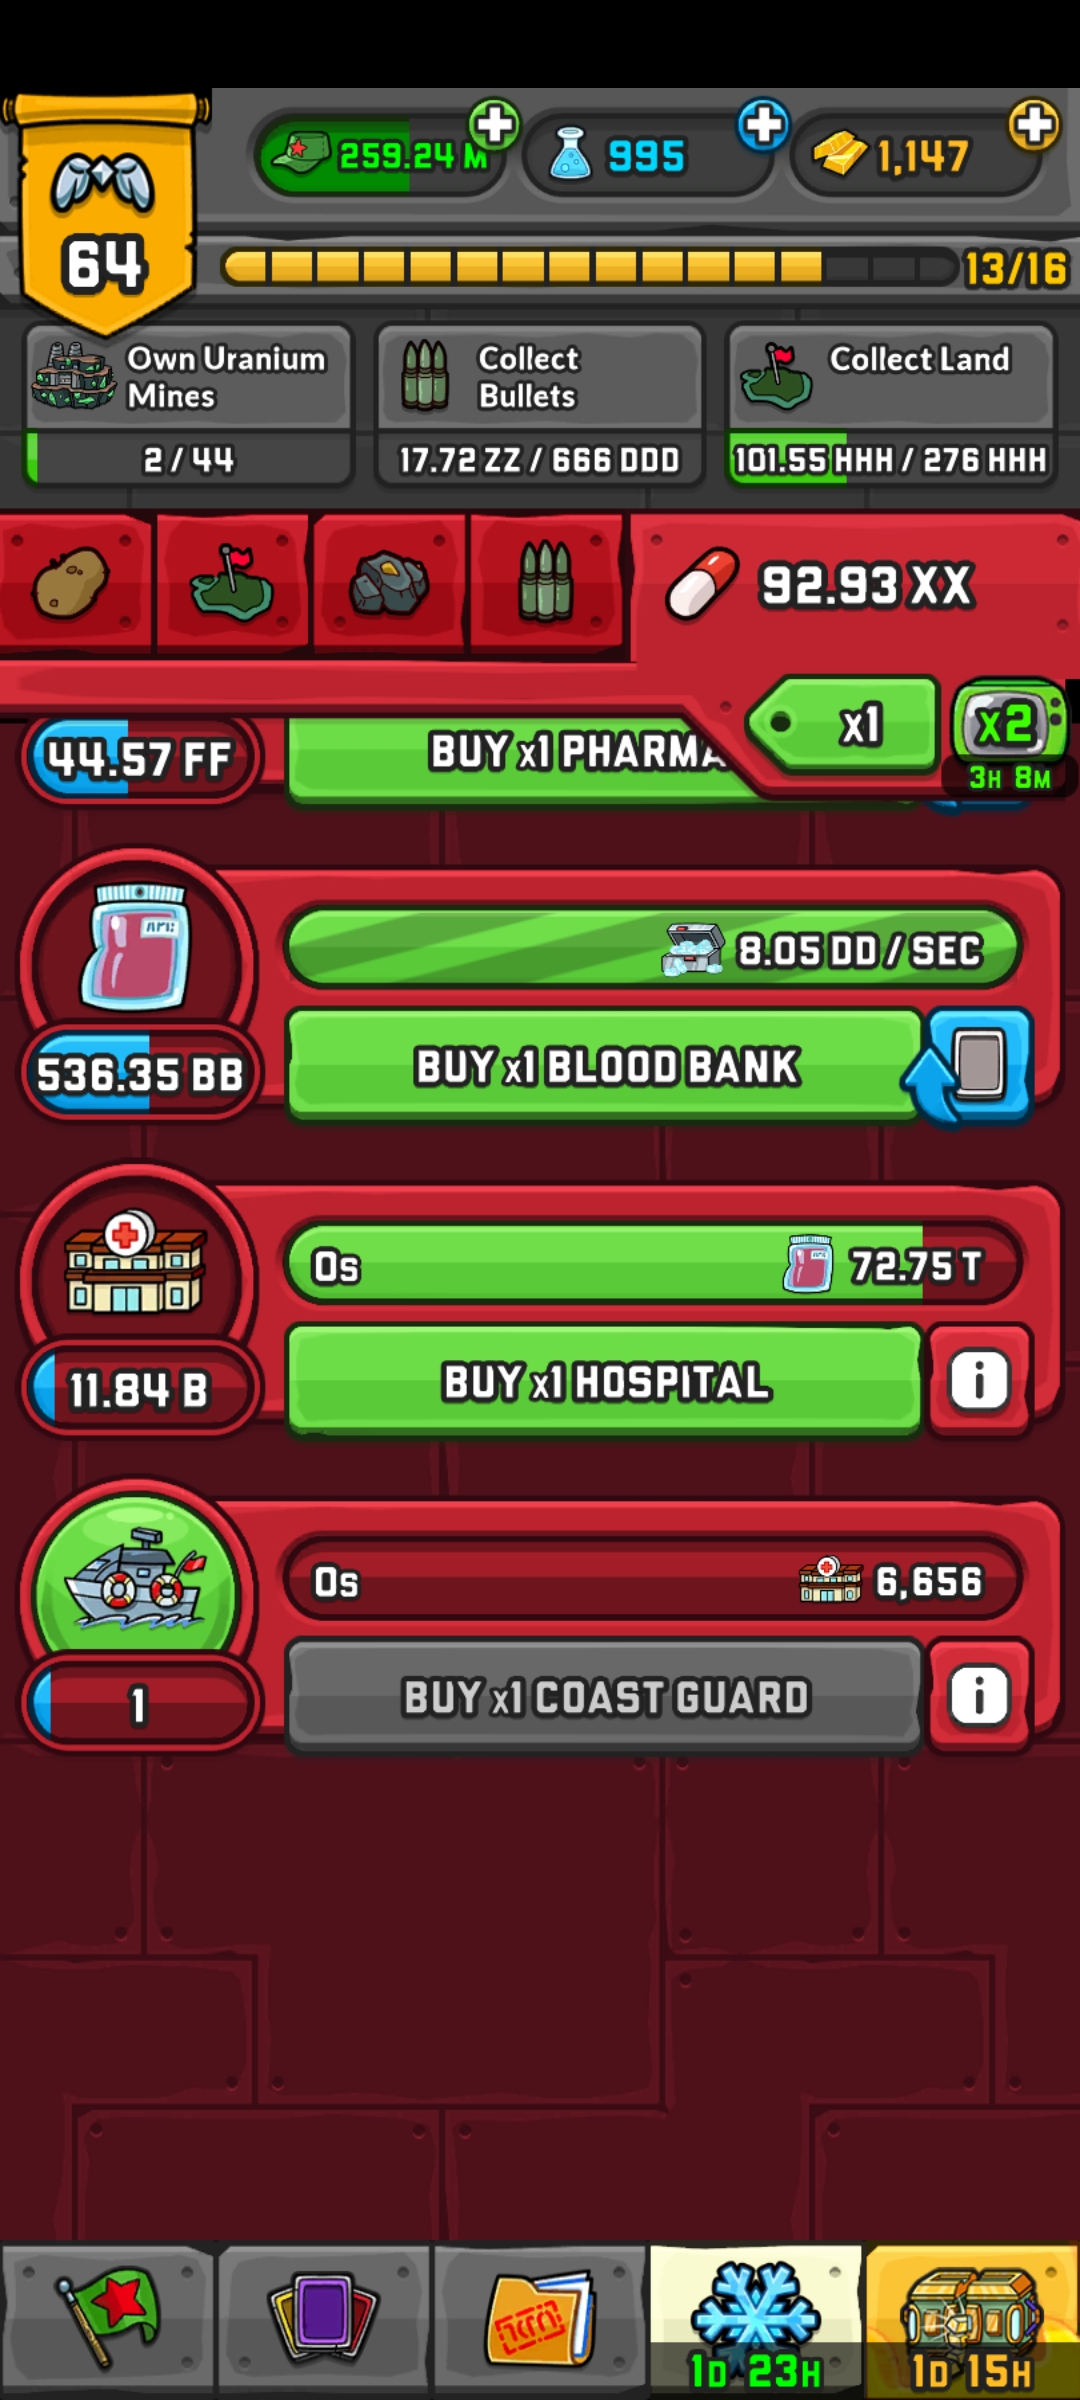 259.24 M
995
1,147
64
13/16
Own Uranium
Mines
2 / 44
Collect
Bullets
17.72 ZZ / 666 DDD
Collect Land
101.55 HHH / 276 HHH
92.93 XX
x1
x2
3H 8M
44.57 FF
BUY x1 PHARMA
8.05 DD / SEC
536.35 BB
BUY x1 BLOOD BANK
0s
72.75 T
11.84 B
BUY x1 HOSPITAL
i
0s
6,656
1
BUY x1 COAST GUARD
i
1D 23H
1D 15H